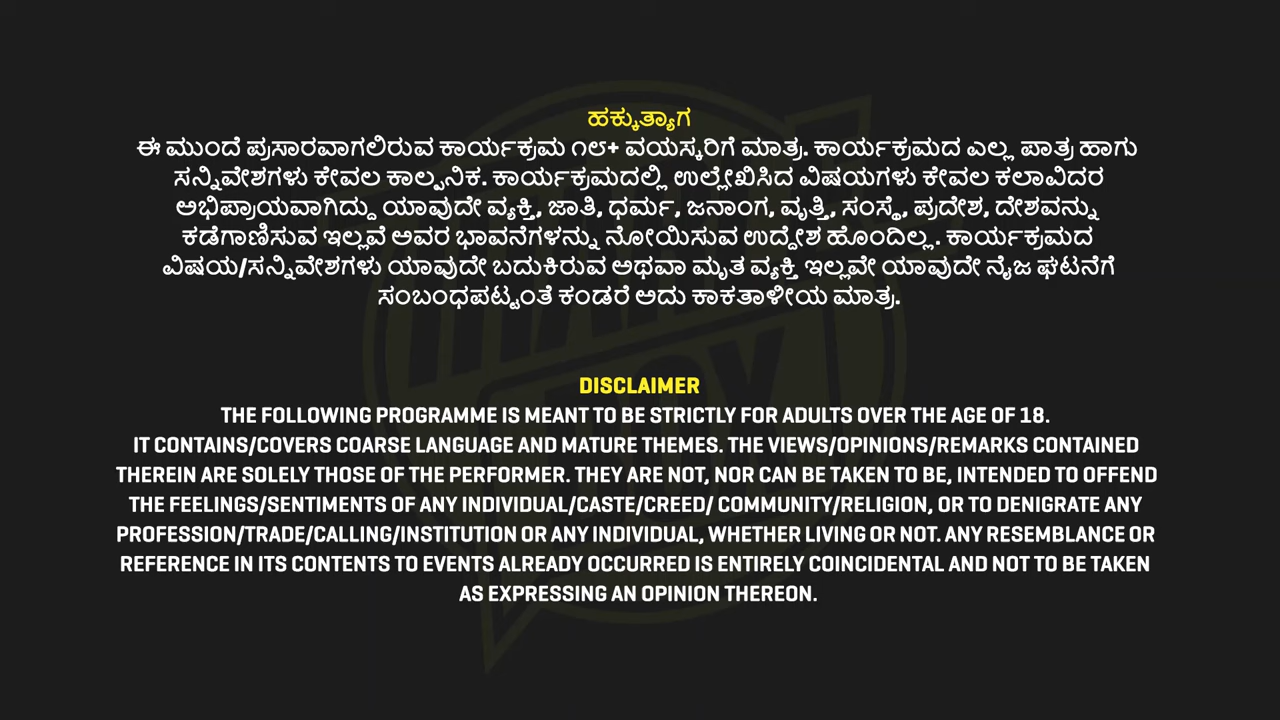 ಹಕ್ಕುತ್ಯಾಗ
ಈ ಮುಂದೆ ಪ್ರಸಾರವಾಗಲಿರುವ ಕಾರ್ಯಕ್ರಮ ೧೮+ ವಯಸ್ಕರಿಗೆ ಮಾತ್ರ. ಕಾರ್ಯಕ್ರಮದ ಎಲ್ಲ ಪಾತ್ರ ಹಾಗು
ಸನ್ನಿವೇಶಗಳು ಕೇವಲ ಕಾಲ್ಪನಿಕ. ಕಾರ್ಯಕ್ರಮದಲ್ಲಿ ಉಲ್ಲೇಖಿಸಿದ ವಿಷಯಗಳು ಕೇವಲ ಕಲಾವಿದರ
ಅಭಿಪ್ರಾಯವಾಗಿದ್ದು ಯಾವುದೇ ವ್ಯಕ್ತಿ, ಜಾತಿ, ಧರ್ಮ, ಜನಾಂಗ, ವೃತ್ತಿ, ಸಂಸ್ಥೆ, ಪ್ರದೇಶ, ದೇಶವನ್ನು
ಕಡೆಗಾಣಿಸುವ ಇಲ್ಲವೆ ಅವರ ಭಾವನೆಗಳನ್ನು ನೋಯಿಸುವ ಉದ್ದೇಶ ಹೊಂದಿಲ್ಲ. ಕಾರ್ಯಕ್ರಮದ
ವಿಷಯ/ಸನ್ನಿವೇಶಗಳು ಯಾವುದೇ ಬದುಕಿರುವ ಅಥವಾ ಮೃತ ವ್ಯಕ್ತಿ ಇಲ್ಲವೇ ಯಾವುದೇ ನೈಜ ಘಟನೆಗೆ
ಸಂಬಂಧಪಟ್ಟಂತೆ ಕಂಡರೆ ಅದು ಕಾಕತಾಳೀಯ ಮಾತ್ರ.
DISCLAIMER
THE FOLLOWING PROGRAMME IS MEANT TO BE STRICTLY FOR ADULTS OVER THE AGE OF 18.
IT CONTAINS/COVERS COARSE LANGUAGE AND MATURE THEMES. THE VIEWS/OPINIONS/REMARKS CONTAINED
THEREIN ARE SOLELY THOSE OF THE PERFORMER. THEY ARE NOT, NOR CAN BE TAKEN TO BE, INTENDED TO OFFEND
THE FEELINGS/SENTIMENTS OF ANY INDIVIDUAL/CASTE/CREED/ COMMUNITY/RELIGION, OR TO DENIGRATE ANY
PROFESSION/TRADE/CALLING/INSTITUTION OR ANY INDIVIDUAL, WHETHER LIVING OR NOT. ANY RESEMBLANCE OR
REFERENCE IN ITS CONTENTS TO EVENTS ALREADY OCCURRED IS ENTIRELY COINCIDENTAL AND NOT TO BE TAKEN
AS EXPRESSING AN OPINION THEREON.